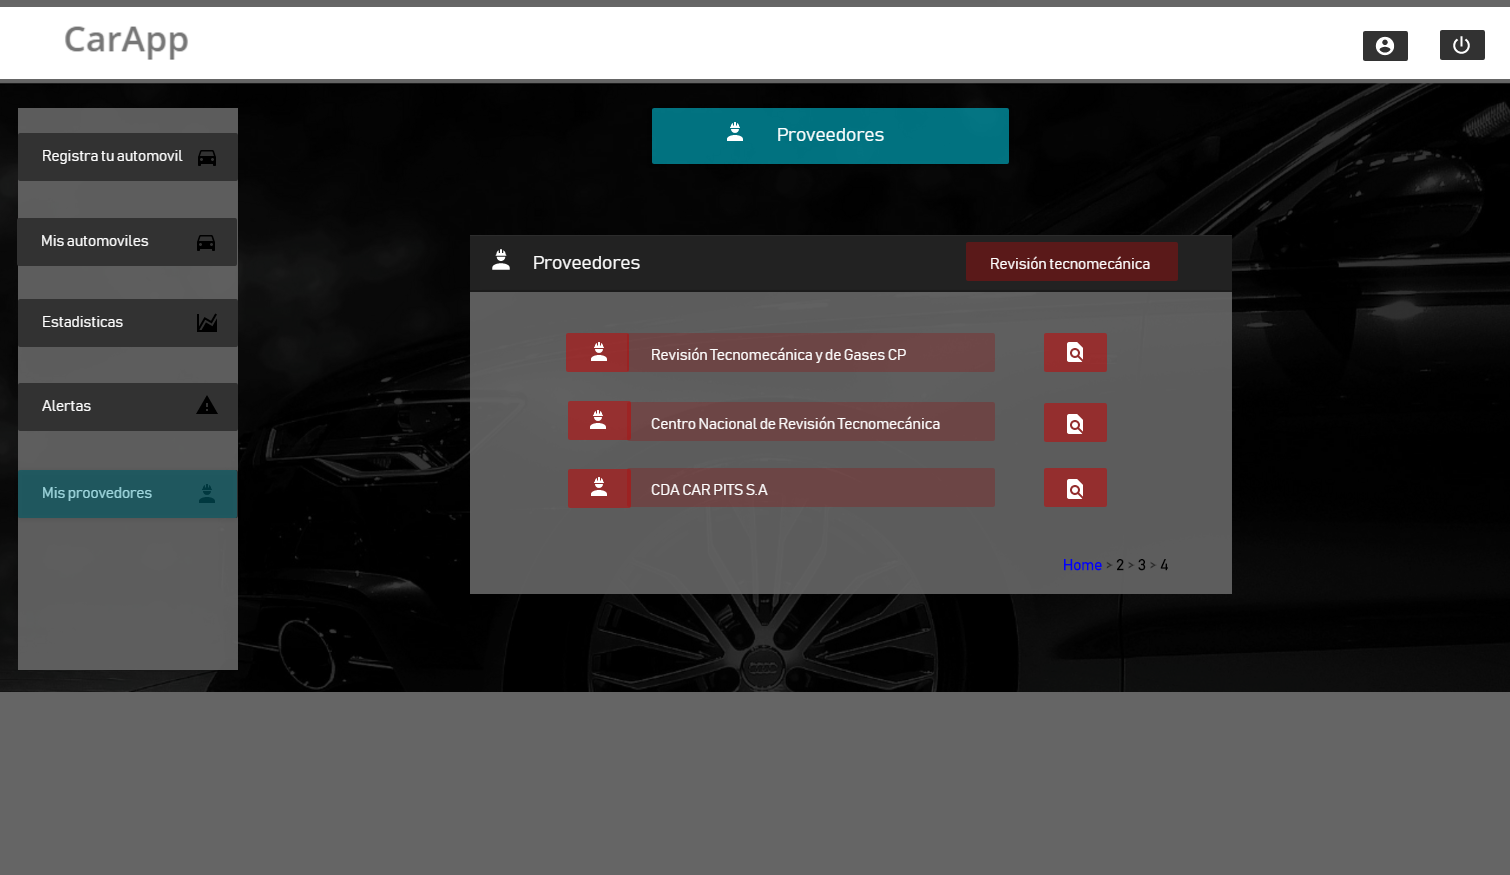 CarApp
Proveedores
Registra tu automovil
Mis automoviles
Estadisticas
Alertas
Mis proovedores
Proveedores
Revisión tecnomecánica
Revisión Tecnomecánica y de Gases CP
Centro Nacional de Revisión Tecnomecánica
CDA CAR PITS S.A
Home > 2 > 3 > 4